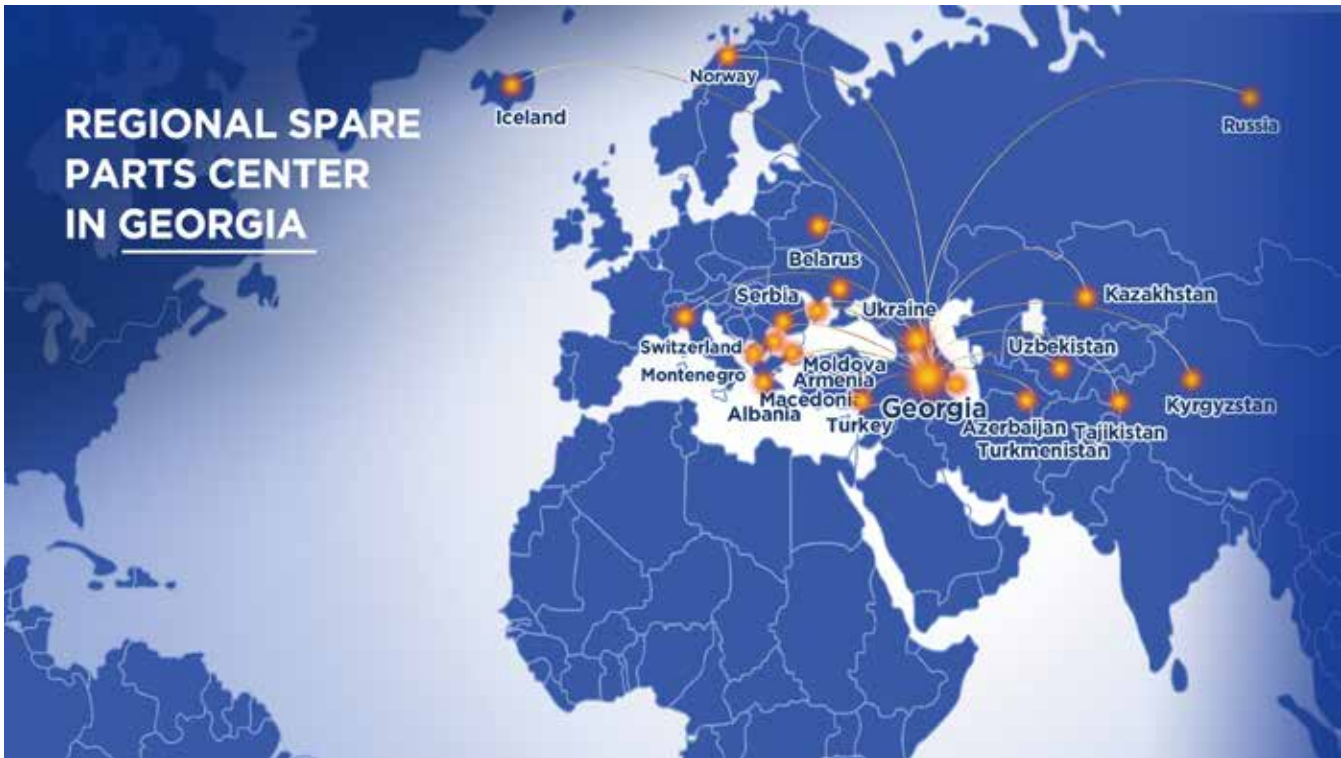 REGIONAL SPARE
PARTS CENTER
IN GEORGIA
Iceland
Norway
Russia
Belarus
Serbia
Ukraine
Kazakhstan
Switzerland
Moldova
Uzbekistan
Montenegro
Armenia
Macedonia
Albania
Turkey
Georgia
Azerbaijan
Tajikistan
Kyrgyzstan
Turkmenistan